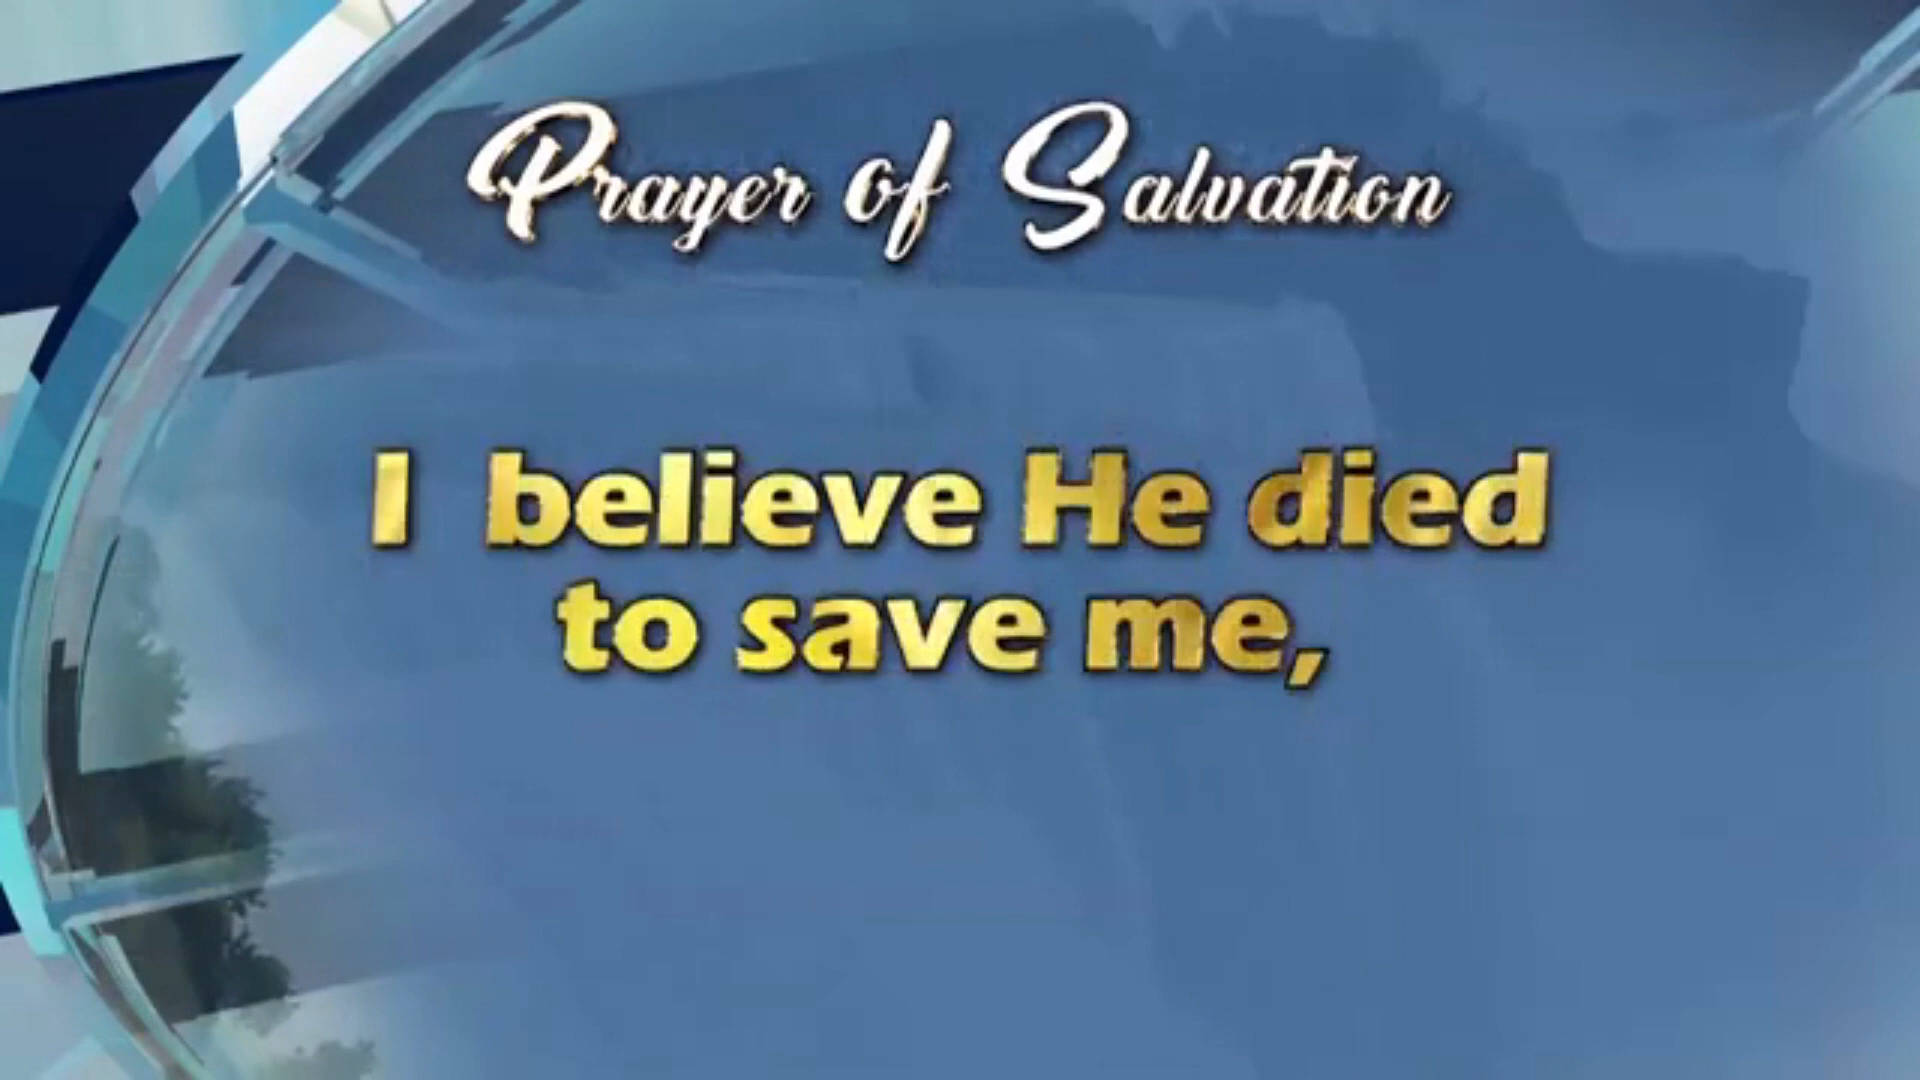 Prayer of Salvation
I believe He died
to save me,